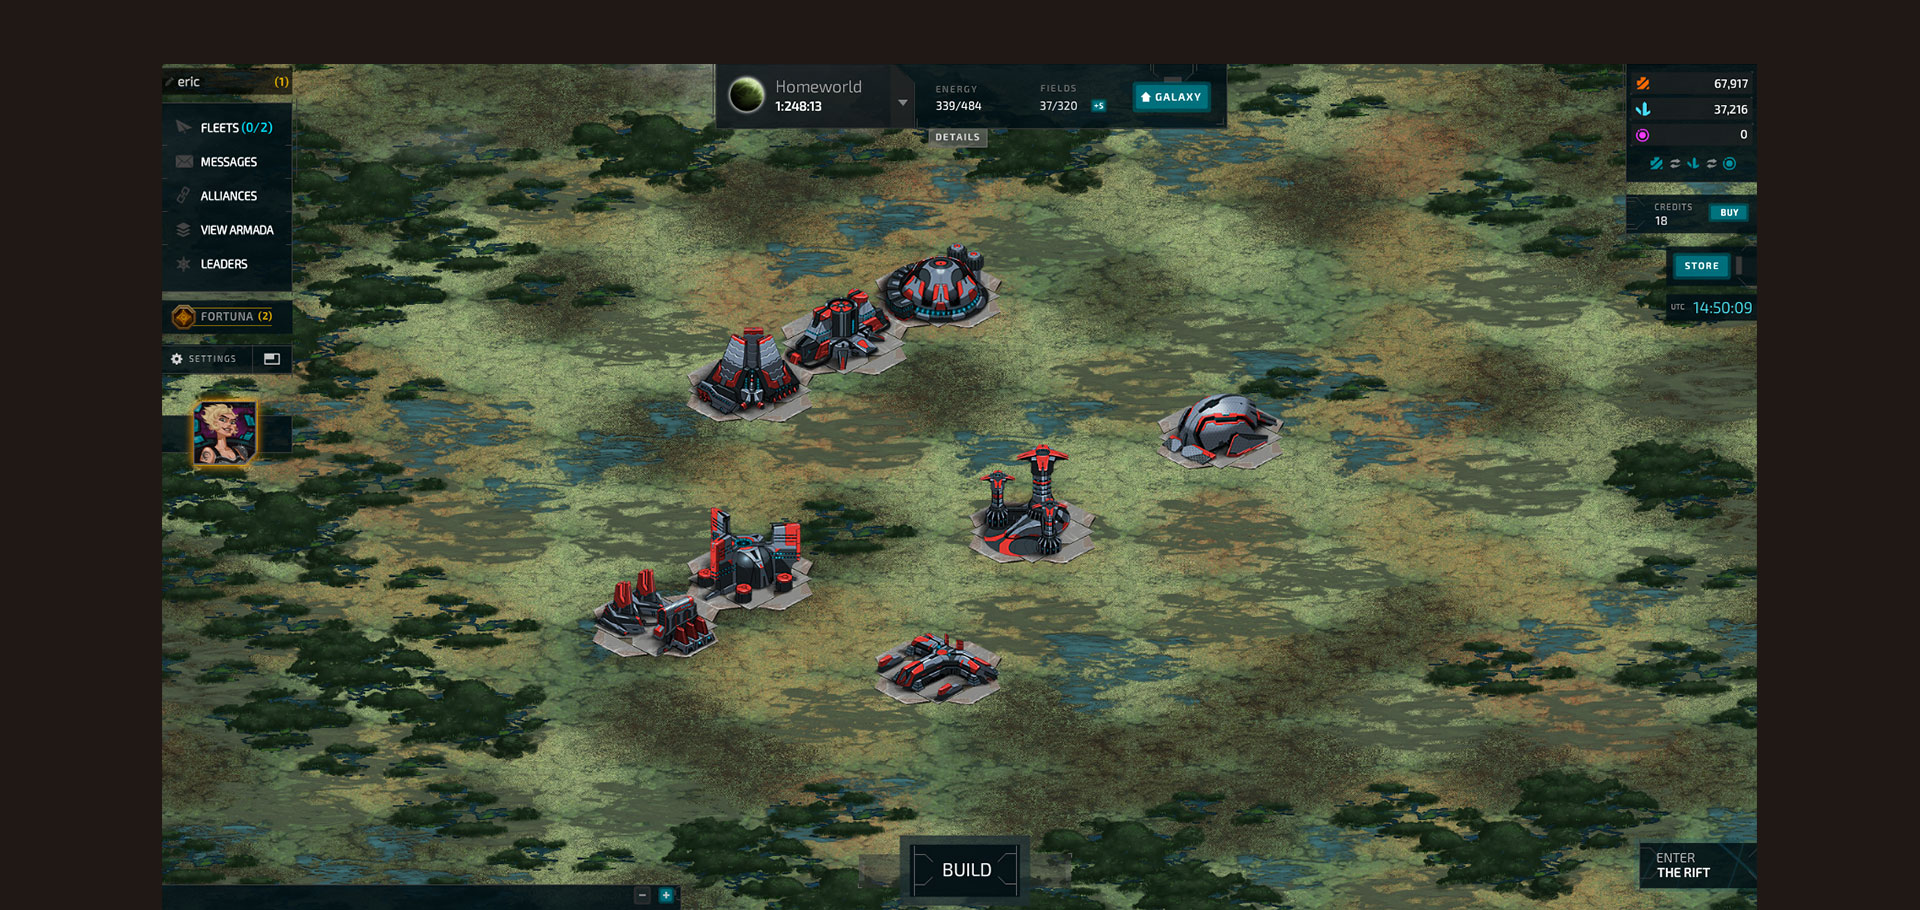 eric (1)
FLEETS (0/2)
MESSAGES
ALLIANCES
VIEW ARMADA
LEADERS
FORTUNA (2)
SETTINGS
Homeworld
1:248:13
ENERGY
339/484
FIELDS
37/320 +5
GALAXY
DETAILS
67,917
37,216
0
CREDITS
18
BUY
STORE
UTC 14:50:09
BUILD
ENTER
THE RIFT
- +